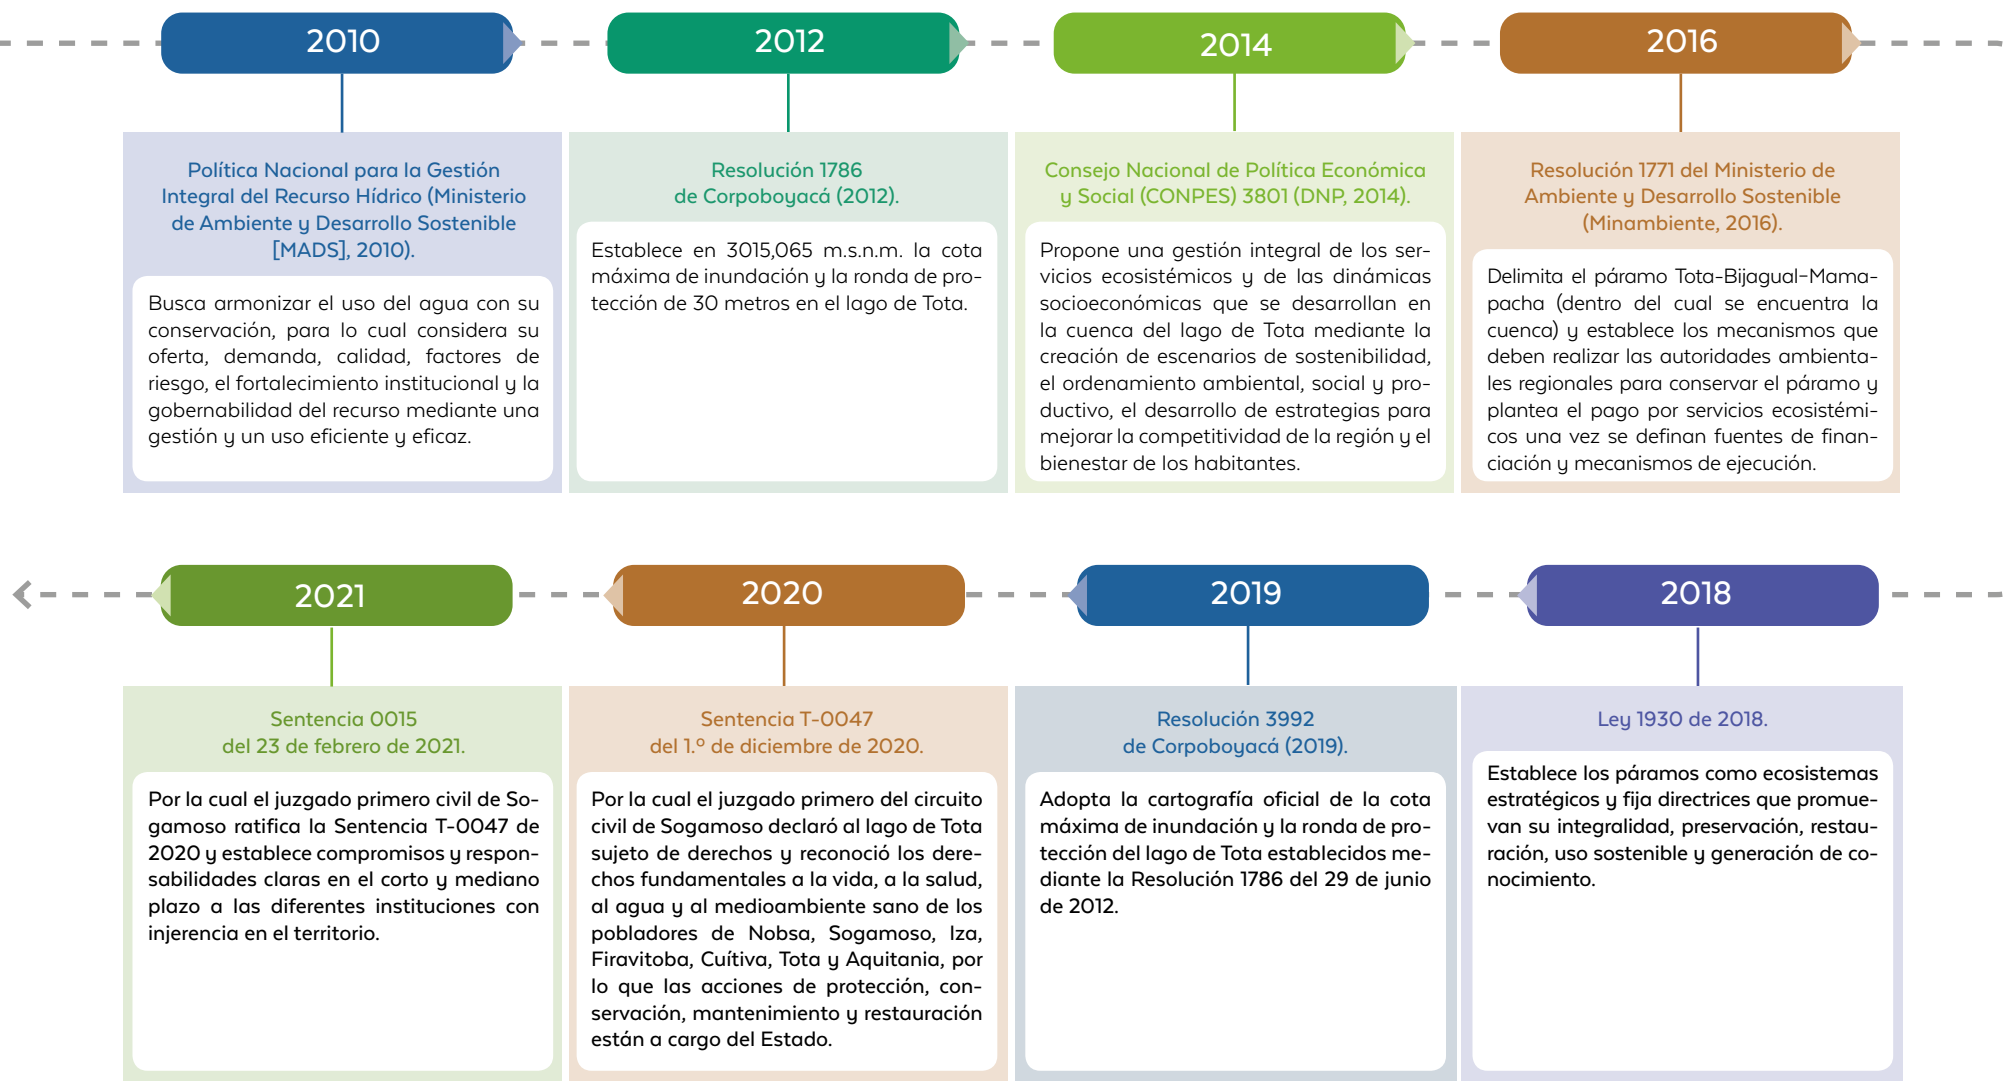 2010
Política Nacional para la Gestión
Integral del Recurso Hídrico (Ministerio
de Ambiente y Desarrollo Sostenible
[MADS], 2010).
Busca armonizar el uso del agua con su
conservación, para lo cual considera su
oferta, demanda, calidad, factores de
riesgo, el fortalecimiento institucional y la
gobernabilidad del recurso mediante una
gestión y un uso eficiente y eficaz.
2012
Resolución 1786
de Corpoboyacá (2012).
Establece en 3015,065 m.s.n.m. la cota
máxima de inundación y la ronda de pro-
tección de 30 metros en el lago de Tota.
2014
Consejo Nacional de Política Económica
y Social (CONPES) 3801 (DNP, 2014).
Propone una gestión integral de los ser-
vicios ecosistémicos y de las dinámicas
socioeconómicas que se desarrollan en
la cuenca del lago de Tota mediante la
creación de escenarios de sostenibilidad,
el ordenamiento ambiental, social y pro-
ductivo, el desarrollo de estrategias para
mejorar la competitividad de la región y el
bienestar de los habitantes.
2016
Resolución 1771 del Ministerio de
Ambiente y Desarrollo Sostenible
(Minambiente, 2016).
Delimita el páramo Tota-Bijagual-Mama-
pacha (dentro del cual se encuentra la
cuenca) y establece los mecanismos que
deben realizar las autoridades ambienta-
les regionales para conservar el páramo y
plantea el pago por servicios ecosistémi-
cos una vez se definan fuentes de finan-
ciación y mecanismos de ejecución.
2021
Sentencia 0015
del 23 de febrero de 2021.
Por la cual el juzgado primero civil de So-
gamoso ratifica la Sentencia T-0047 de
2020 y establece compromisos y respon-
sabilidades claras en el corto y mediano
plazo a las diferentes instituciones con
injerencia en el territorio.
2020
Sentencia T-0047
del 1.º de diciembre de 2020.
Por la cual el juzgado primero del circuito
civil de Sogamoso declaró al lago de Tota
sujeto de derechos y reconoció los dere-
chos fundamentales a la vida, a la salud,
al agua y al medioambiente sano de los
pobladores de Nobsa, Sogamoso, Iza,
Firavitoba, Cuítiva, Tota y Aquitania, por
lo que las acciones de protección, con-
servación, mantenimiento y restauración
están a cargo del Estado.
2019
Resolución 3992
de Corpoboyacá (2019).
Adopta la cartografía oficial de la cota
máxima de inundación y la ronda de pro-
tección del lago de Tota establecidos me-
diante la Resolución 1786 del 29 de junio
de 2012.
2018
Ley 1930 de 2018.
Establece los páramos como ecosistemas
estratégicos y fija directrices que promue-
van su integralidad, preservación, restau-
ración, uso sostenible y generación de co-
nocimiento.